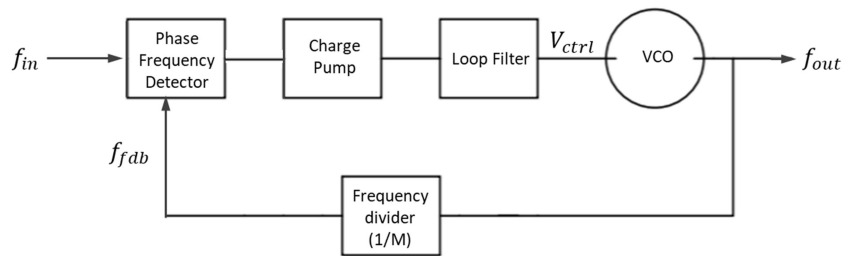 f_in
Phase
Frequency
Detector
Charge
Pump
Loop Filter
V_ctrl
VCO
f_out
f_fdb
Frequency
divider
(1/M)